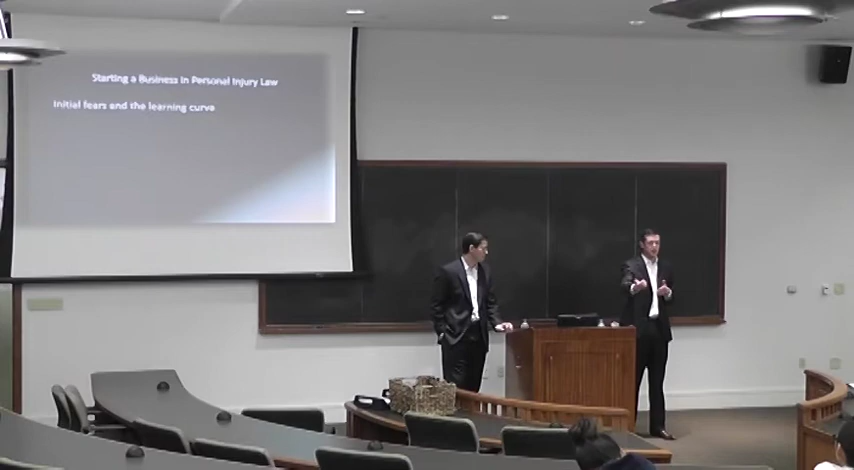 Starting a Business in Personal Injury Law
Initial fears and the learning curve